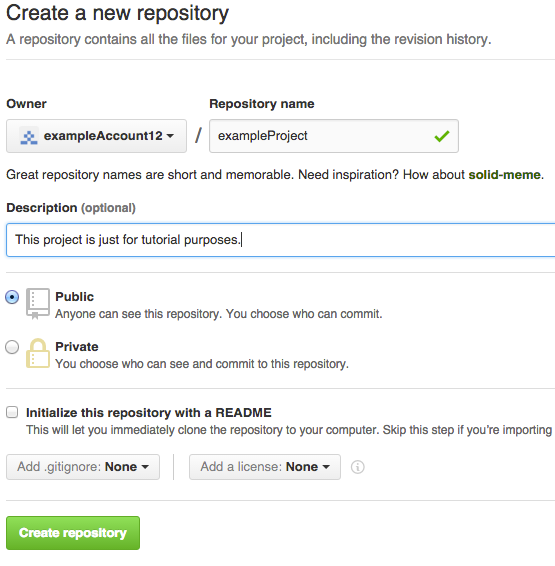 Create a new repository
A repository contains all the files for your project, including the revision history.
Owner Repository name
exampleAccount12 / exampleProject
Great repository names are short and memorable. Need inspiration? How about solid-meme.
Description (optional)
This project is just for tutorial purposes.
Public
Anyone can see this repository. You choose who can commit.
Private
You choose who can see and commit to this repository.
Initialize this repository with a README
This will let you immediately clone the repository to your computer. Skip this step if you're importing
Add .gitignore: None Add a license: None
Create repository